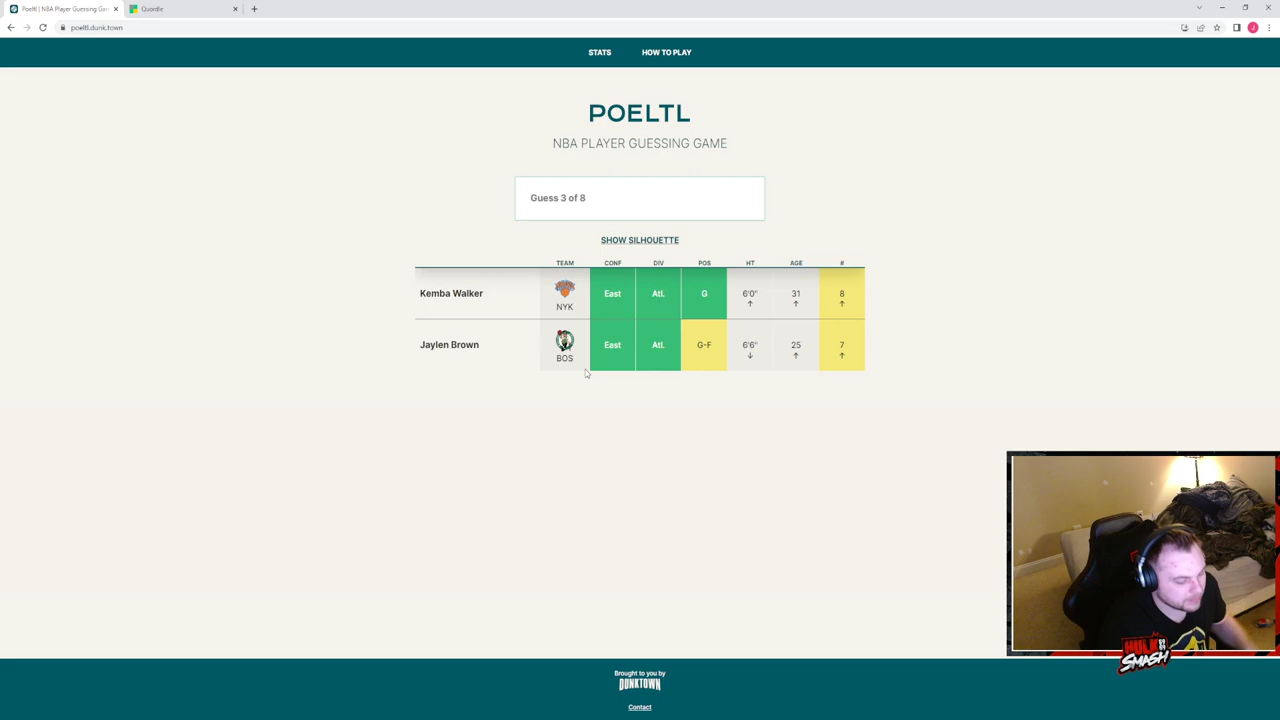 Poeltl | NBA Player Guessing Gam
Quordle
poeltl.dunk.town
STATS
HOW TO PLAY
POELTL
NBA PLAYER GUESSING GAME
Guess 3 of 8
SHOW SILHOUETTE
TEAM CONF DIV POS HT AGE #
Kemba Walker NYK East Atl. G 6'0" ↑ 31 ↑ 8 ↑
Jaylen Brown BOS East Atl. G-F 6'6" ↓ 25 ↑ 7 ↑
HULK
SMASH
Brought to you by
DUNKTOWN
Contact